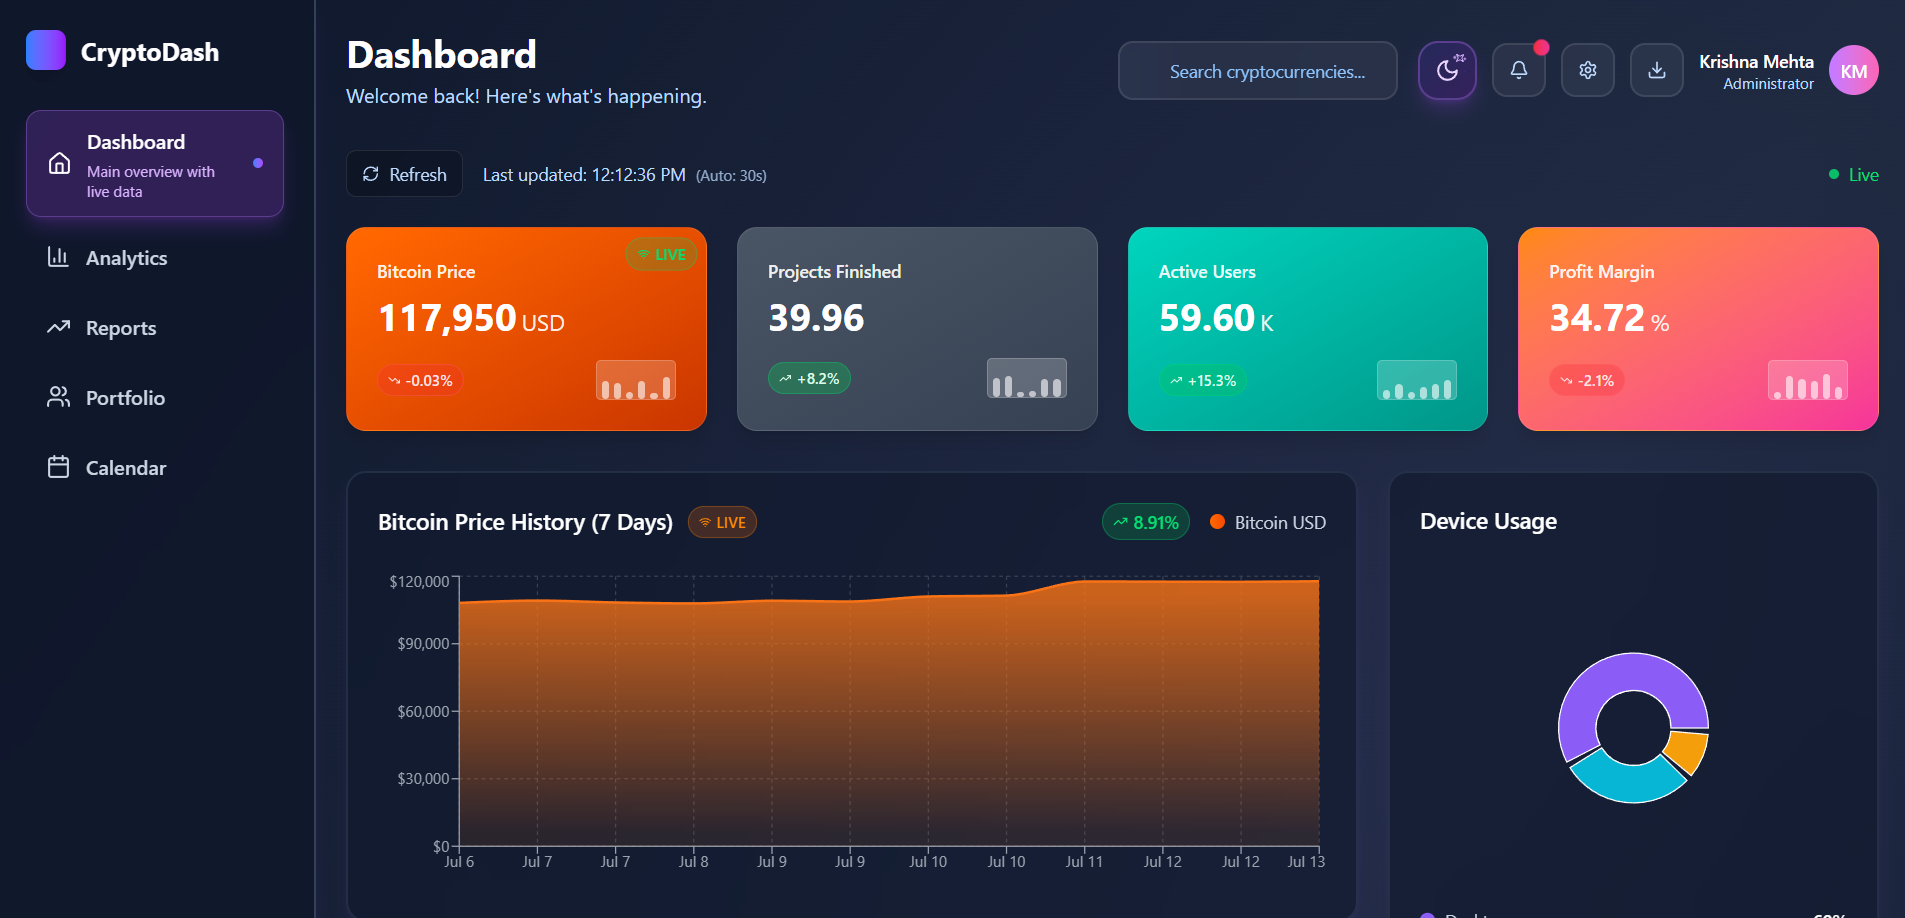 CryptoDash
Dashboard
Main overview with
live data
Analytics
Reports
Portfolio
Calendar
Dashboard
Welcome back! Here's what's happening.
Search cryptocurrencies...
Krishna Mehta
Administrator
KM
Refresh
Last updated: 12:12:36 PM (Auto: 30s)
Live
Bitcoin Price
LIVE
117,950 USD
-0.03%
Projects Finished
39.96
+8.2%
Active Users
59.60 K
+15.3%
Profit Margin
34.72 %
-2.1%
Bitcoin Price History (7 Days)
LIVE
8.91%
Bitcoin USD
$120,000
$90,000
$60,000
$30,000
$0
Jul 6 Jul 7 Jul 7 Jul 8 Jul 9 Jul 9 Jul 10 Jul 10 Jul 11 Jul 12 Jul 12 Jul 13
Device Usage